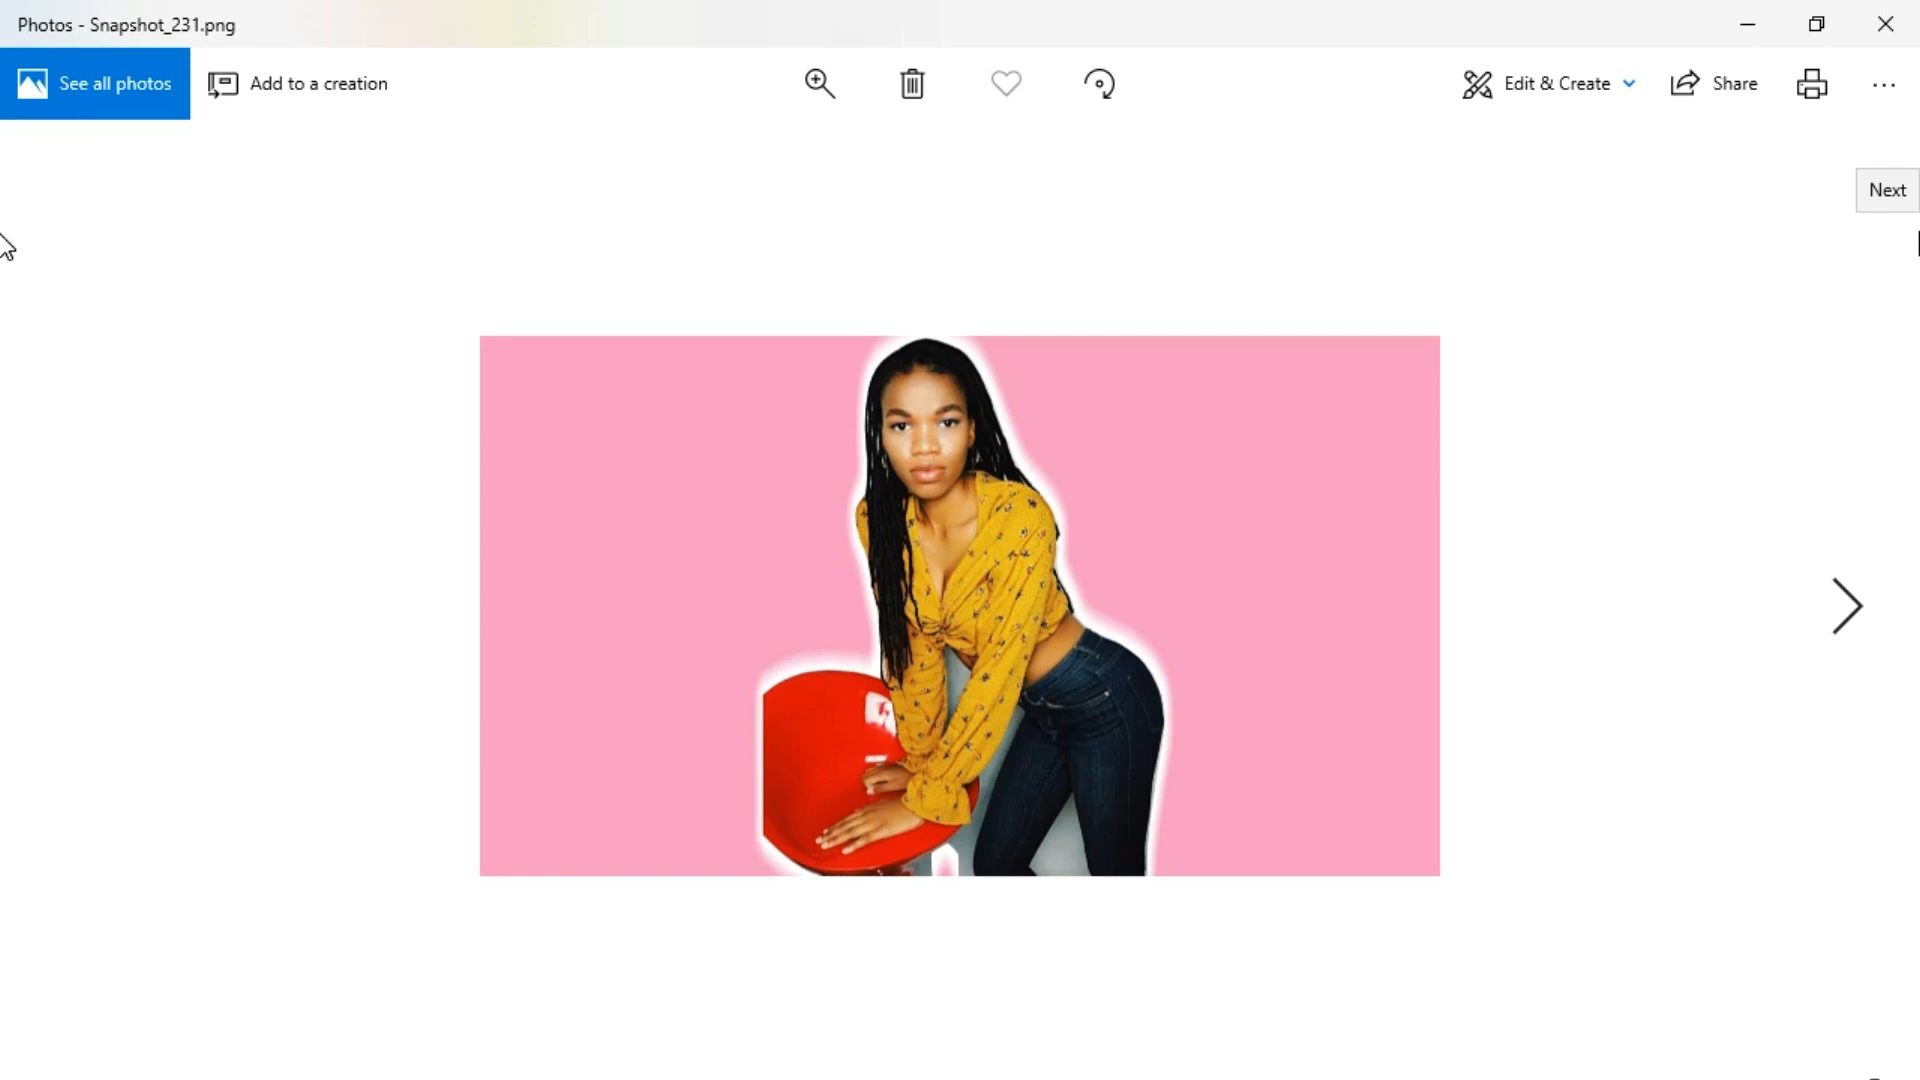 Photos - Snapshot_231.png
See all photos
Add to a creation
Edit & Create
Share
Next